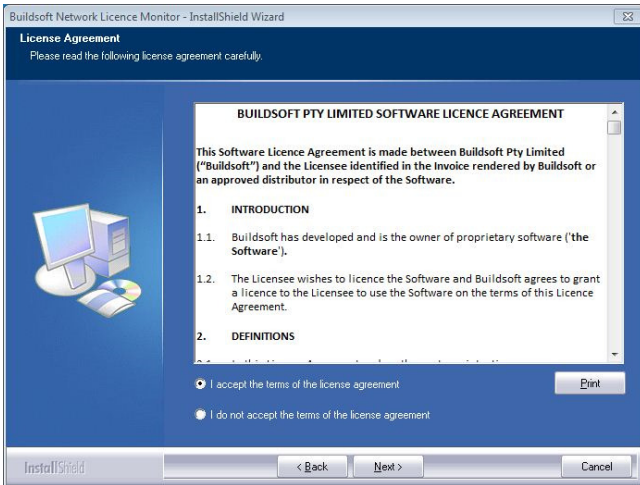 Buildsoft Network Licence Monitor - InstallShield Wizard
License Agreement
Please read the following license agreement carefully.
BUILDSOFT PTY LIMITED SOFTWARE LICENCE AGREEMENT
This Software Licence Agreement is made between Buildsoft Pty Limited
("Buildsoft") and the Licensee identified in the Invoice rendered by Buildsoft or
an approved distributor in respect of the Software.
1. INTRODUCTION
1.1. Buildsoft has developed and is the owner of proprietary software ('the
Software').
1.2. The Licensee wishes to licence the Software and Buildsoft agrees to grant
a licence to the Licensee to use the Software on the terms of this Licence
Agreement.
2. DEFINITIONS
I accept the terms of the license agreement
Print
I do not accept the terms of the license agreement
InstallShield
< Back
Next >
Cancel